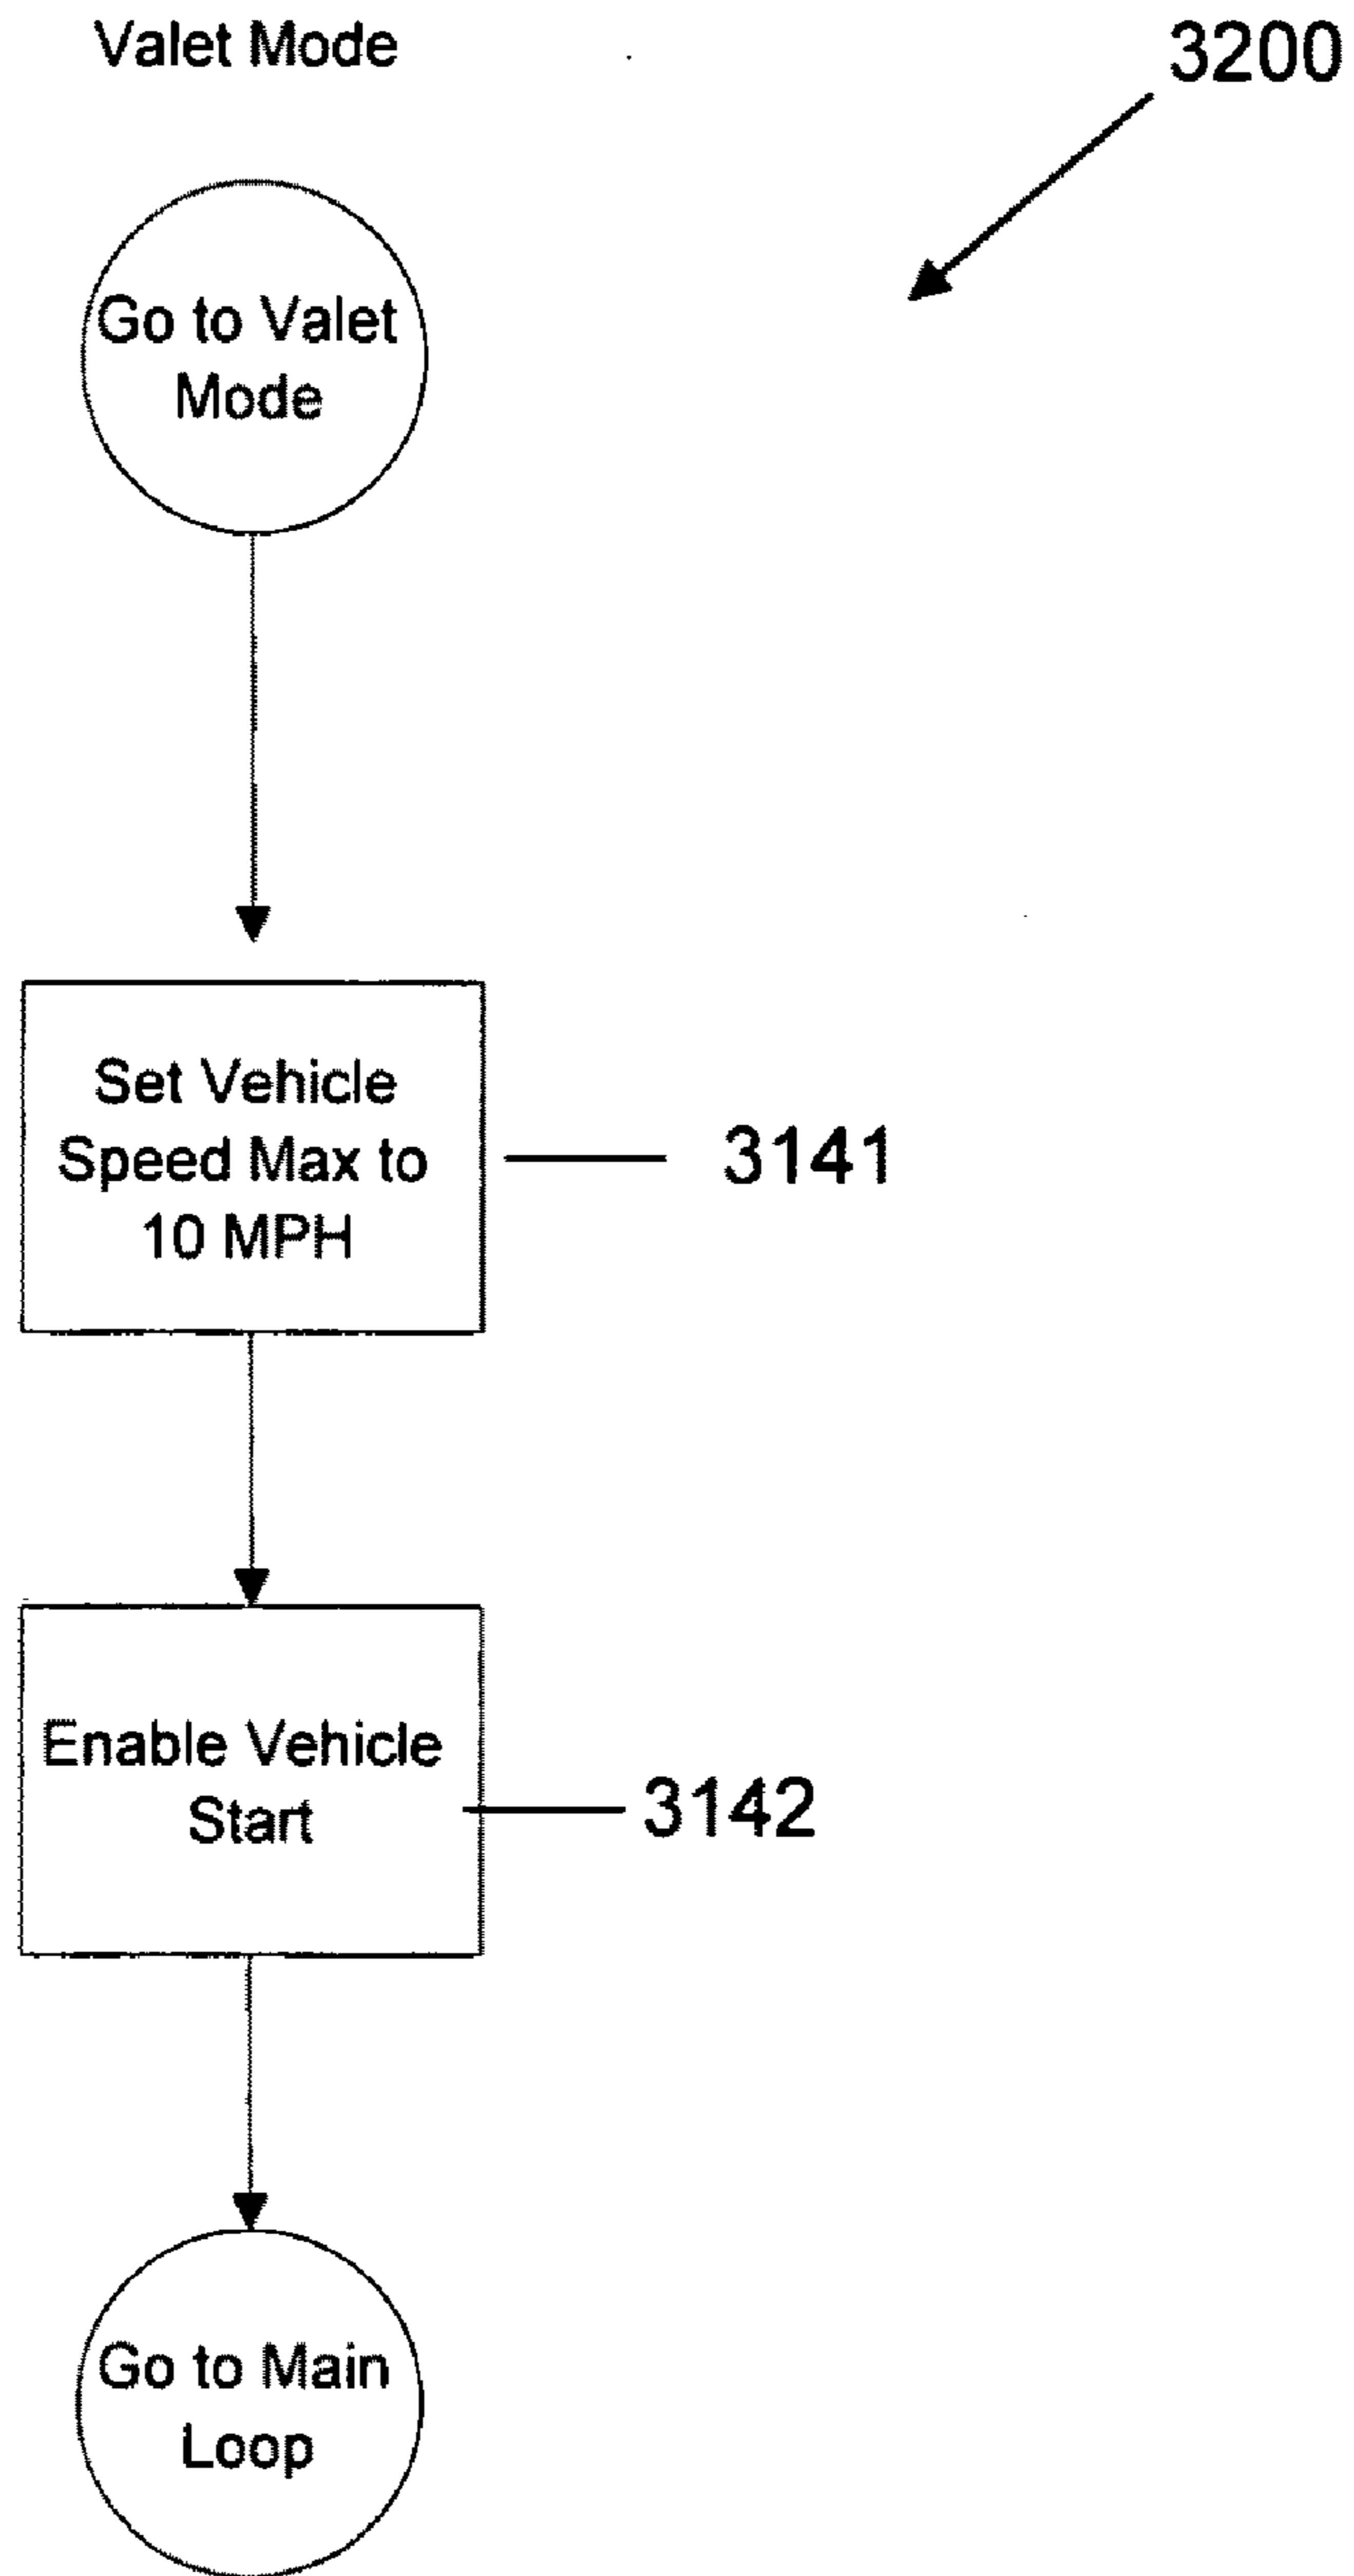 Valet Mode
3200
Go to Valet
Mode
Set Vehicle
Speed Max to
10 MPH
3141
Enable Vehicle
Start
3142
Go to Main
Loop